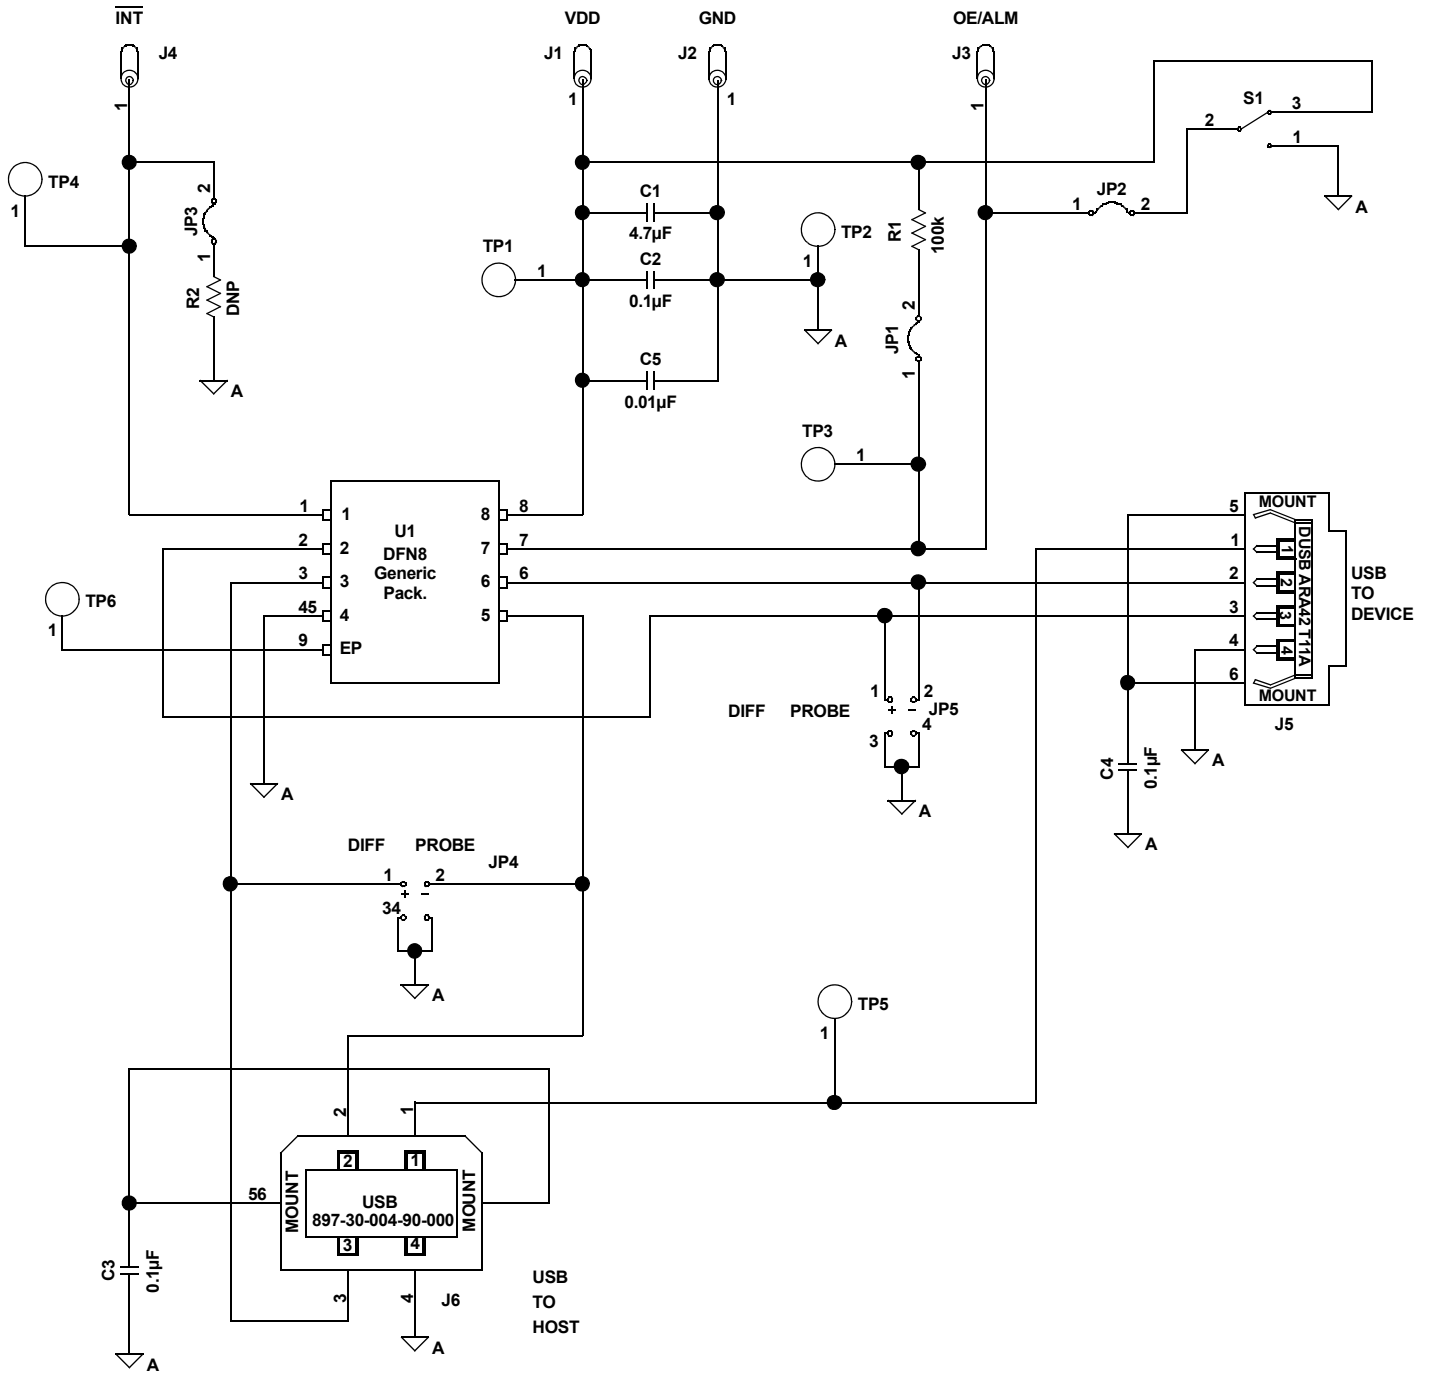 INT VDD GND OE/ALM
J4 J1 J2 J3
1 1 1 1
S1 3
2
1
A
TP4
1
2
JP3
1
R2
DNP
A
C1
4.7µF
TP1
1
C2
0.1µF
C5
0.01µF
TP2
1
A
R1
100k
2
JP1
1
1 JP2 2
TP3
1
U1
DFN8
Generic
Pack.
1 1 8 8
2 2 7 7
3 3 6 6
45 4 5 5
9 EP
TP6
1
A
5 MOUNT
1 1
2 2
3 3
4 4
6 MOUNT
DUSB ARA42 T11A
J5
USB
TO
DEVICE
A
C4
0.1µF
A
DIFF PROBE
1 2
+ − JP5
3 4
A
DIFF PROBE
JP4
1 2
+ −
34
A
TP5
1
2 1
2 1
56
MOUNT
USB
897-30-004-90-000
MOUNT
3 4
3 4
J6
A
USB
TO
HOST
C3
0.1µF
A